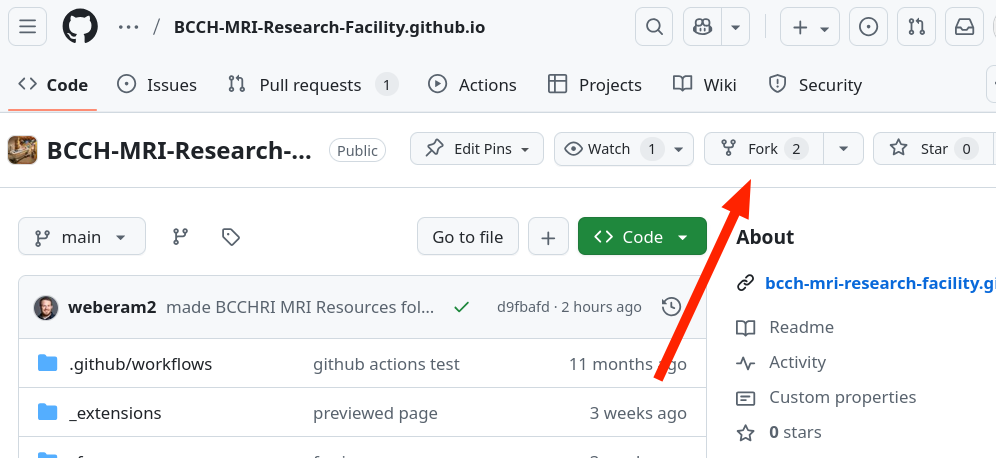 ··· / BCCH-MRI-Research-Facility.github.io
Code Issues Pull requests 1 Actions Projects Wiki Security
BCCH-MRI-Research-... Public Edit Pins Watch 1 Fork 2 Star 0
main Go to file Code About
bcch-mri-research-facility.gi
weberam2 made BCCHRI MRI Resources fol... d9fbafd · 2 hours ago
Readme
.github/workflows github actions test 11 months ago
Activity
Custom properties
_extensions previewed page 3 weeks ago
0 stars